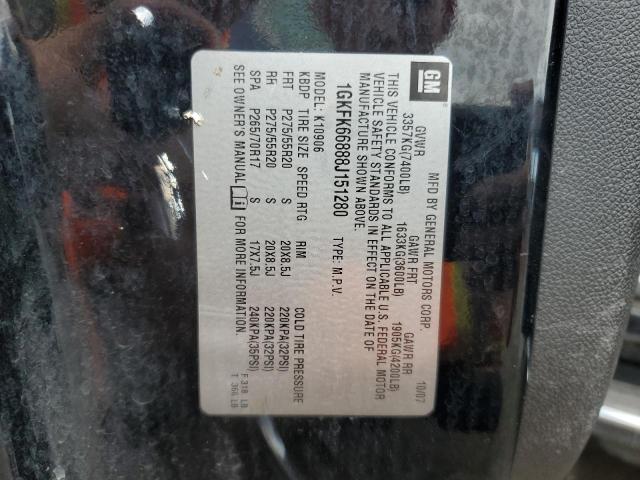 GM
MFD BY GENERAL MOTORS CORP. 10/07
GVWR GAWR FRT GAWR RR
3357KG(7400LB) 1633KG(3600LB) 1905KG(4200LB)
THIS VEHICLE CONFORMS TO ALL APPLICABLE U.S. FEDERAL MOTOR
VEHICLE SAFETY STANDARDS IN EFFECT ON THE DATE OF
MANUFACTURE SHOWN ABOVE.
1GKFK66888J151280 TYPE: M.P.V.
MODEL: K10906
KBDP TIRE SIZE SPEED RTG RIM COLD TIRE PRESSURE
FRT P275/55R20 S 20X8.5J 220KPA(32PSI)
RR P275/55R20 S 20X8.5J 220KPA(32PSI)
SPA P265/70R17 S 17X7.5J 240KPA(35PSI)
SEE OWNER'S MANUAL FOR MORE INFORMATION. F 318 LB
T 366 LB